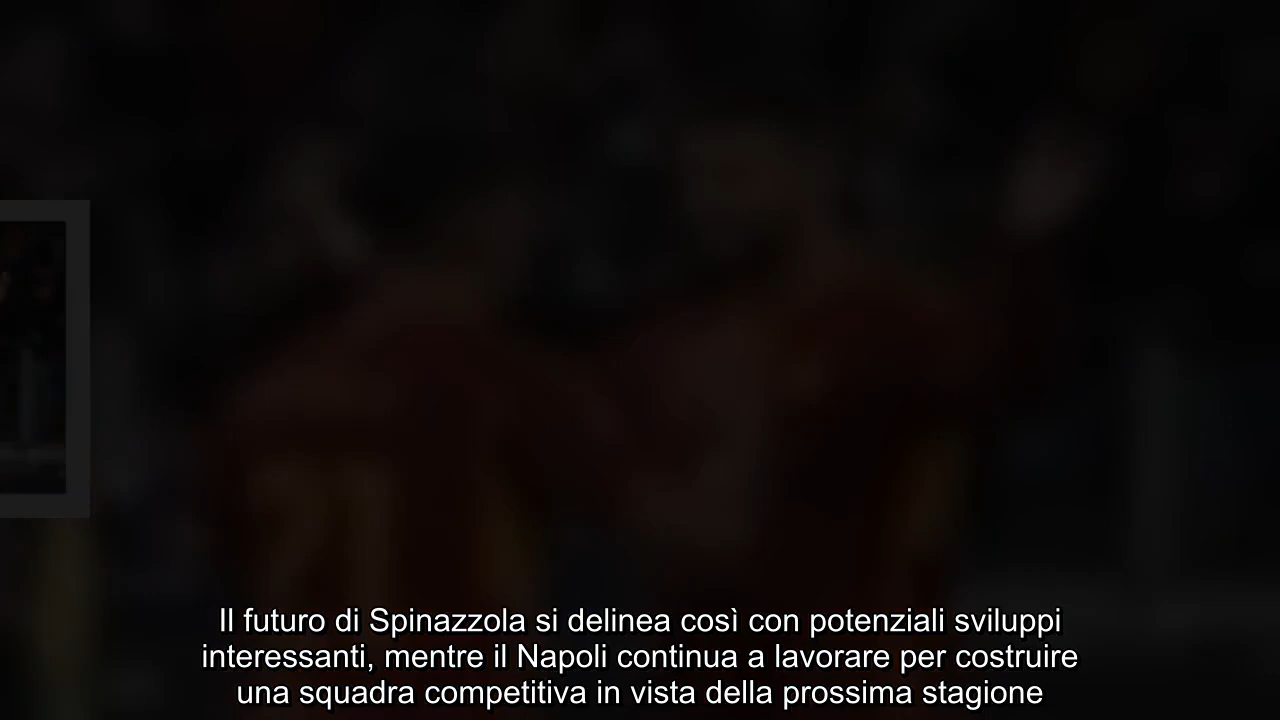 Il futuro di Spinazzola si delinea così con potenziali sviluppi
interessanti, mentre il Napoli continua a lavorare per costruire
una squadra competitiva in vista della prossima stagione